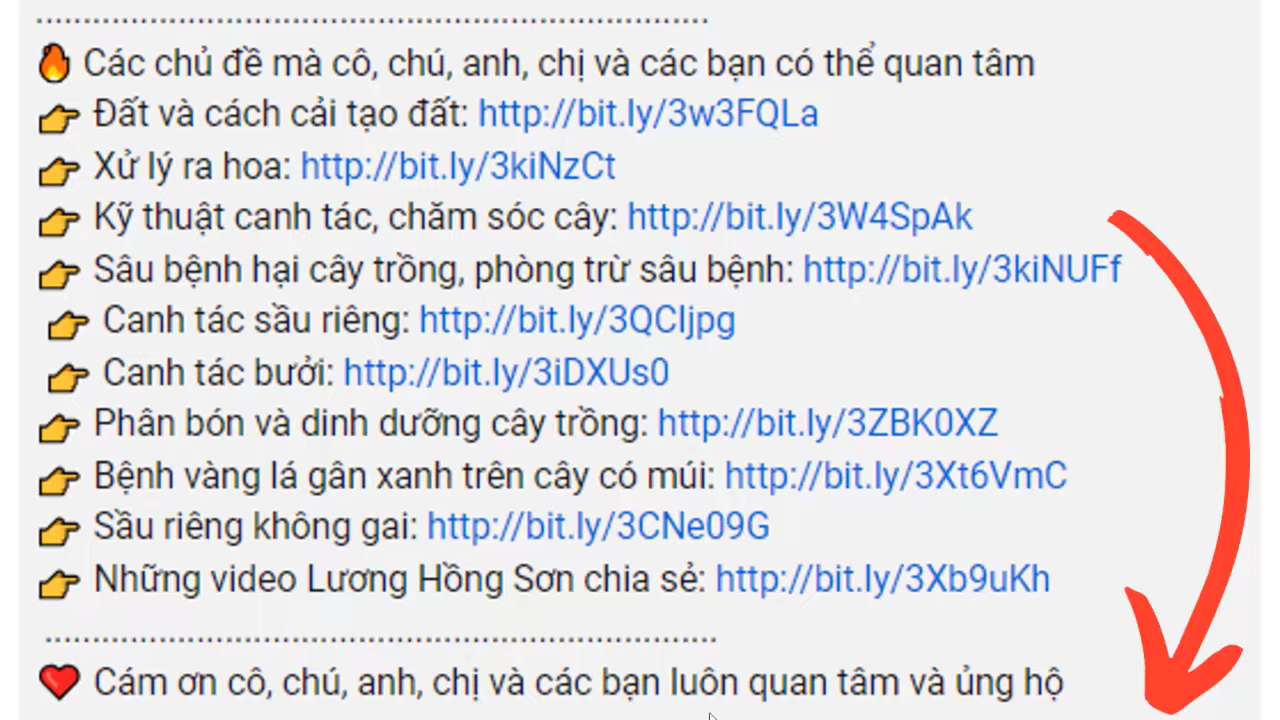 ........................................................................
🔥 Các chủ đề mà cô, chú, anh, chị và các bạn có thể quan tâm
👉 Đất và cách cải tạo đất: http://bit.ly/3w3FQLa
👉 Xử lý ra hoa: http://bit.ly/3kiNzCt
👉 Kỹ thuật canh tác, chăm sóc cây: http://bit.ly/3W4SpAk
👉 Sâu bệnh hại cây trồng, phòng trừ sâu bệnh: http://bit.ly/3kiNUFf
👉 Canh tác sầu riêng: http://bit.ly/3QCljpg
👉 Canh tác bưởi: http://bit.ly/3iDXUs0
👉 Phân bón và dinh dưỡng cây trồng: http://bit.ly/3ZBK0XZ
👉 Bệnh vàng lá gân xanh trên cây có múi: http://bit.ly/3Xt6VmC
👉 Sầu riêng không gai: http://bit.ly/3CNe09G
👉 Những video Lương Hồng Sơn chia sẻ: http://bit.ly/3Xb9uKh
........................................................................
❤️ Cám ơn cô, chú, anh, chị và các bạn luôn quan tâm và ủng hộ